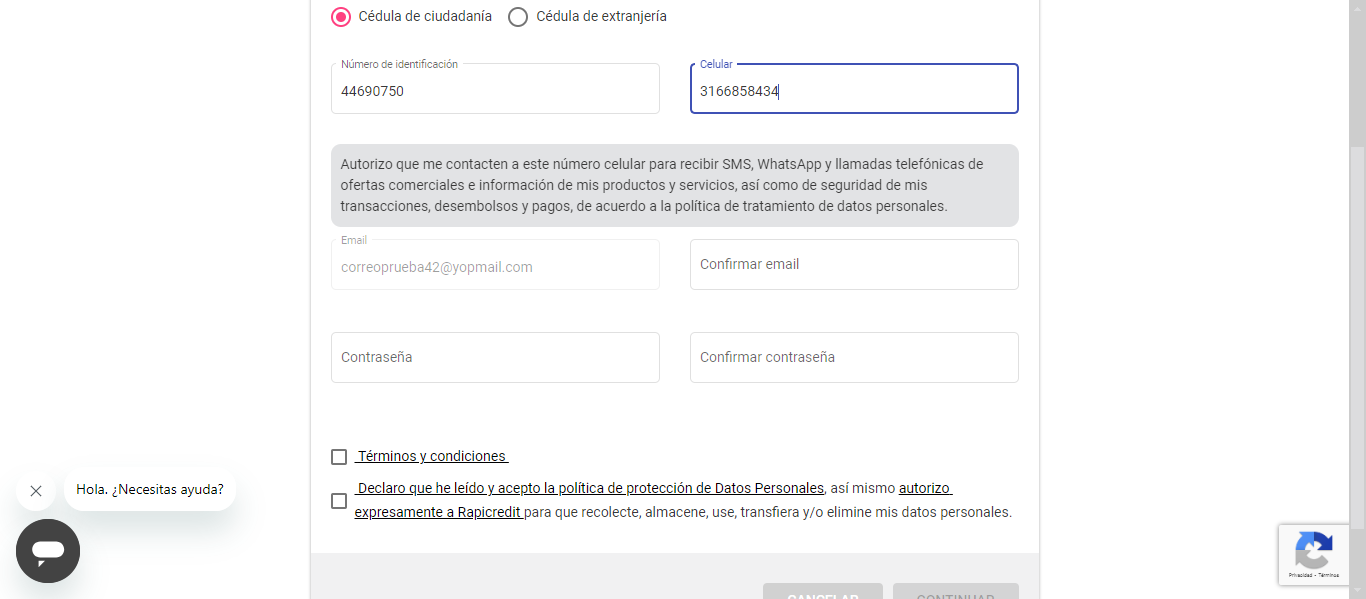 Cédula de ciudadanía Cédula de extranjería
Número de identificación Celular
44690750 3166858434
Autorizo que me contacten a este número celular para recibir SMS, WhatsApp y llamadas telefónicas de
ofertas comerciales e información de mis productos y servicios, así como de seguridad de mis
transacciones, desembolsos y pagos, de acuerdo a la política de tratamiento de datos personales.
Email
correoprueba42@yopmail.com Confirmar email
Contraseña Confirmar contraseña
Términos y condiciones
Declaro que he leído y acepto la política de protección de Datos Personales, así mismo autorizo
expresamente a Rapicredit para que recolecte, almacene, use, transfiera y/o elimine mis datos personales.
Hola. ¿Necesitas ayuda?
Privacidad - Términos
CANCELAR CONTINUAR